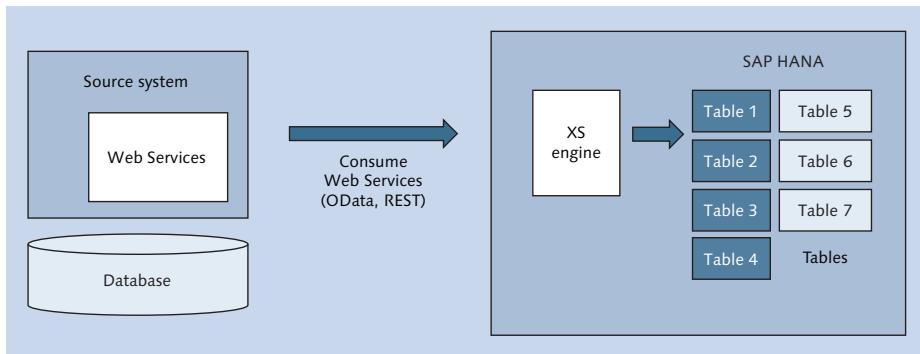 Source system
Web Services
Database
Consume
Web Services
(OData, REST)
SAP HANA
XS
engine
Table 1
Table 5
Table 2
Table 6
Table 3
Table 7
Table 4
Tables